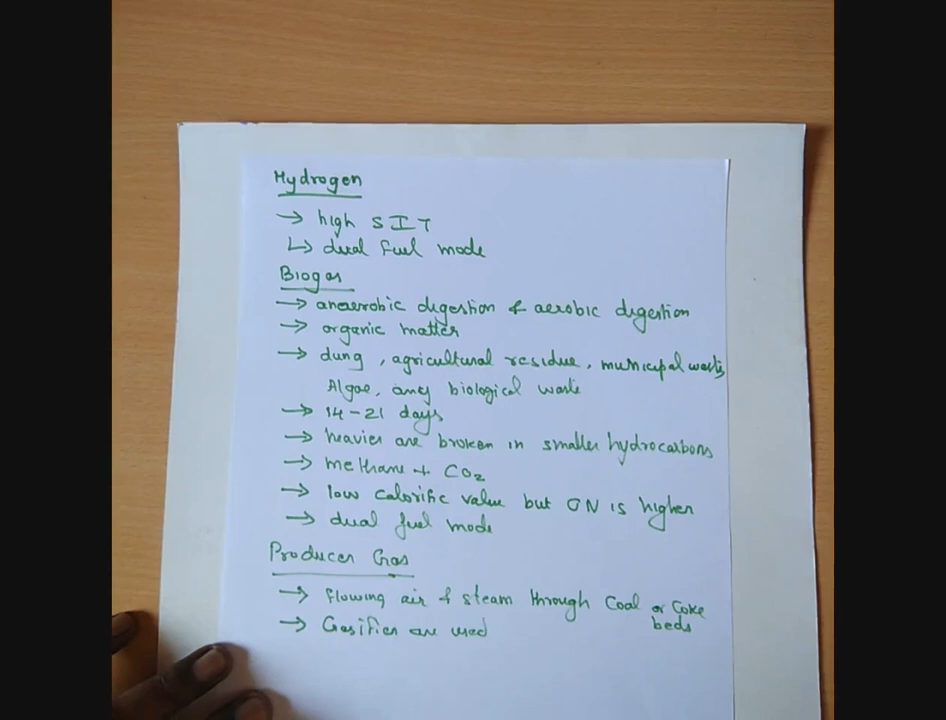 Hydrogen
→ high SIT
↳ dual fuel mode
Biogas
→ anaerobic digestion & aerobic digestion
→ organic matter
→ dung, agricultural residue, municipal waste,
Algae, any biological waste
→ 14-21 days
→ heavier are broken in smaller hydrocarbons
→ methane + CO₂
→ low calorific value but ON is higher
→ dual fuel mode
Producer Gas
→ flowing air & steam through Coal or Coke
beds
→ Gasifier are used